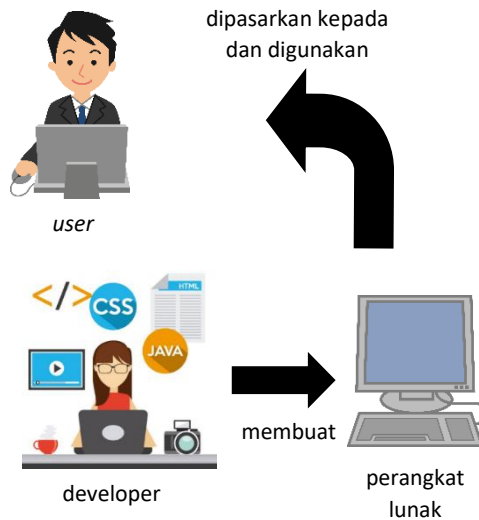 dipasarkan kepada
dan digunakan
user
</>
CSS
HTML
JAVA
membuat
developer
perangkat
lunak